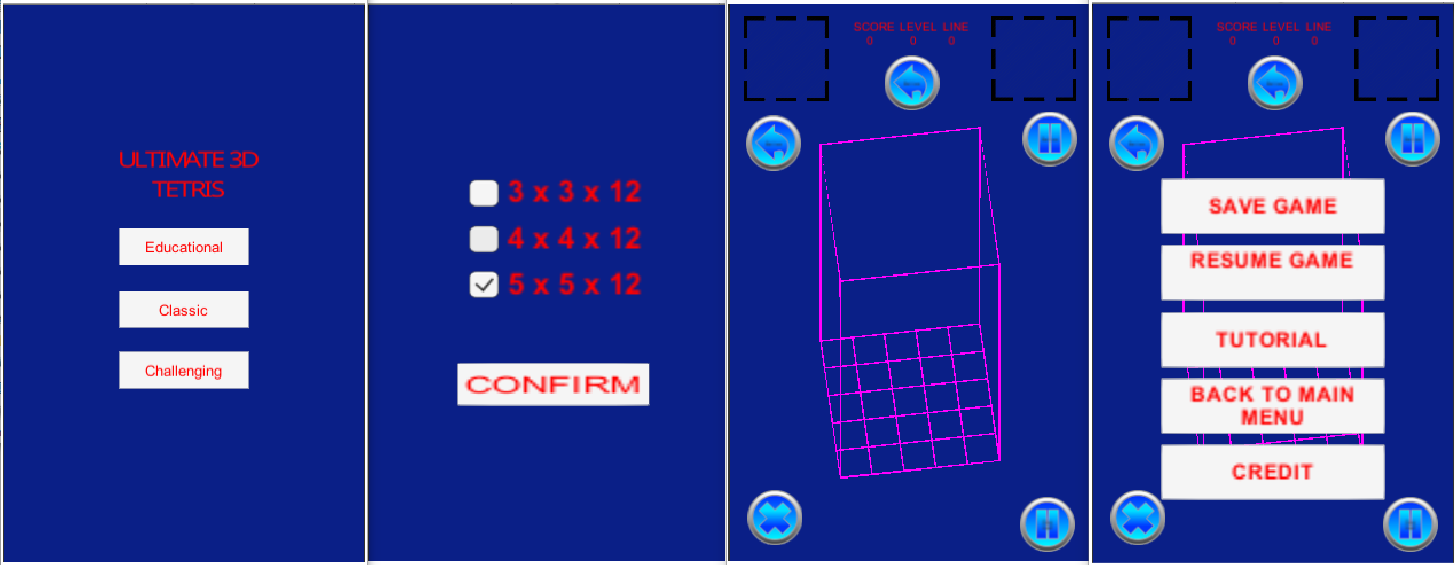 ULTIMATE 3D
TETRIS
Educational
Classic
Challenging
3 x 3 x 12
4 x 4 x 12
5 x 5 x 12
CONFIRM
SCORE LEVEL LINE
0 0 0
SCORE LEVEL LINE
0 0 0
SAVE GAME
RESUME GAME
TUTORIAL
BACK TO MAIN
MENU
CREDIT